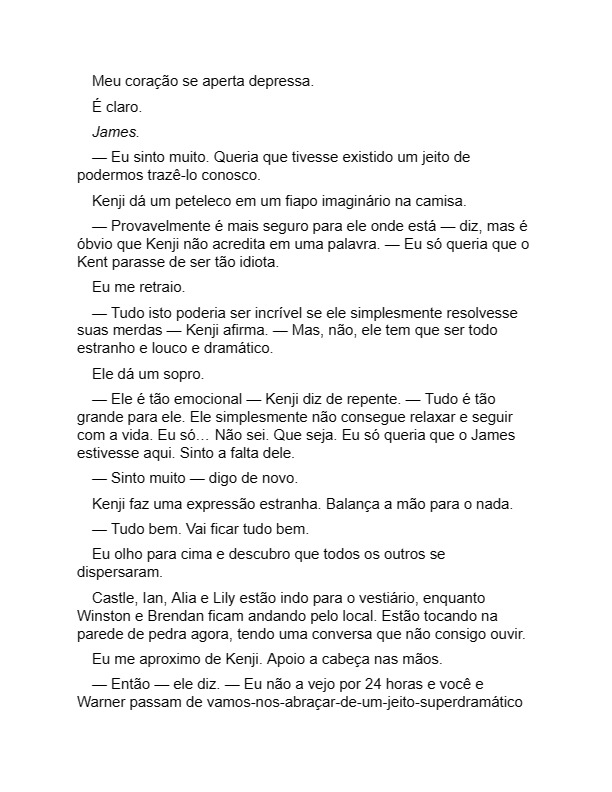 Meu coração se aperta depressa.
É claro.
James.
— Eu sinto muito. Queria que tivesse existido um jeito de
podermos trazê-lo conosco.
Kenji dá um peteleco em um fiapo imaginário na camisa.
— Provavelmente é mais seguro para ele onde está — diz, mas é
óbvio que Kenji não acredita em uma palavra. — Eu só queria que o
Kent parasse de ser tão idiota.
Eu me retraio.
— Tudo isto poderia ser incrível se ele simplesmente resolvesse
suas merdas — Kenji afirma. — Mas, não, ele tem que ser todo
estranho e louco e dramático.
Ele dá um sopro.
— Ele é tão emocional — Kenji diz de repente. — Tudo é tão
grande para ele. Ele simplesmente não consegue relaxar e seguir
com a vida. Eu só… Não sei. Que seja. Eu só queria que o James
estivesse aqui. Sinto a falta dele.
— Sinto muito — digo de novo.
Kenji faz uma expressão estranha. Balança a mão para o nada.
— Tudo bem. Vai ficar tudo bem.
Eu olho para cima e descubro que todos os outros se
dispersaram.
Castle, Ian, Alia e Lily estão indo para o vestiário, enquanto
Winston e Brendan ficam andando pelo local. Estão tocando na
parede de pedra agora, tendo uma conversa que não consigo ouvir.
Eu me aproximo de Kenji. Apoio a cabeça nas mãos.
— Então — ele diz. — Eu não a vejo por 24 horas e você e
Warner passam de vamos-nos-abraçar-de-um-jeito-superdramático